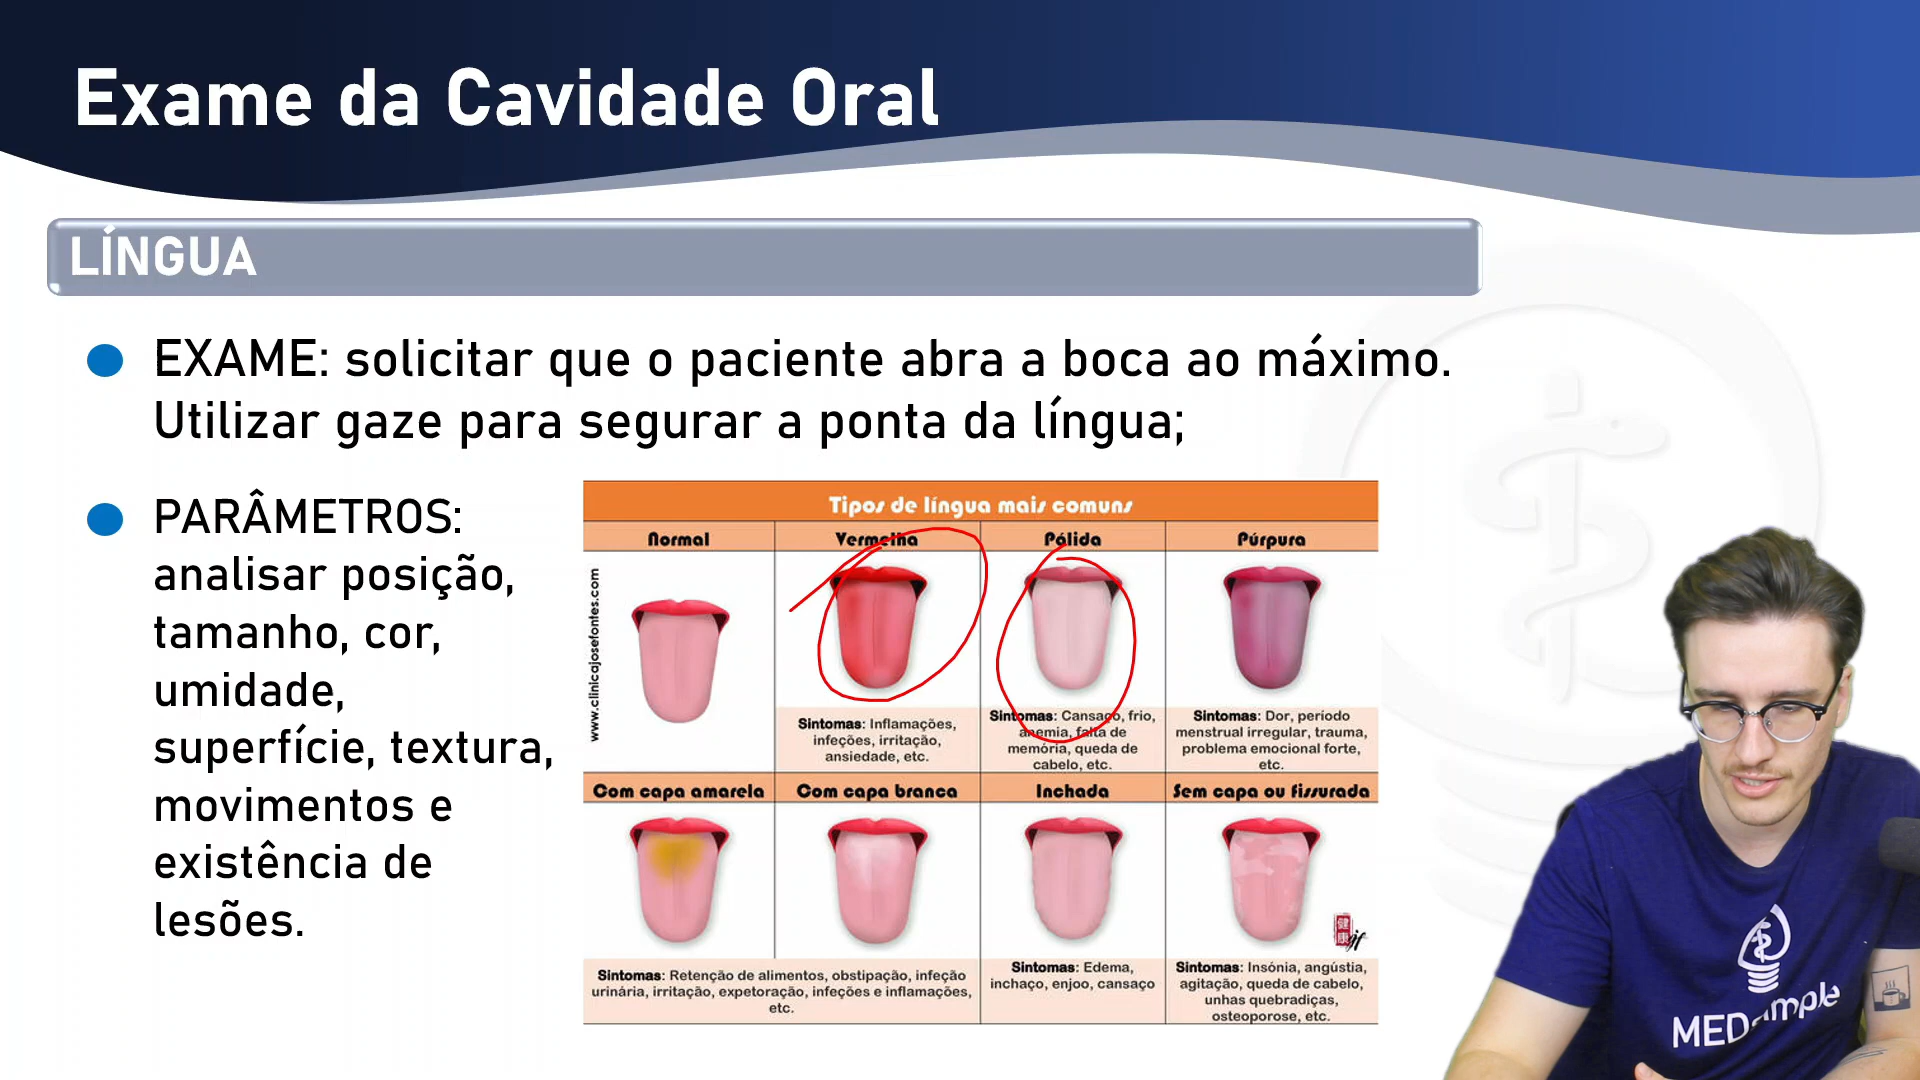 Exame da Cavidade Oral
LÍNGUA
EXAME: solicitar que o paciente abra a boca ao máximo.
Utilizar gaze para segurar a ponta da língua;
PARÂMETROS:
analisar posição,
tamanho, cor,
umidade,
superfície, textura,
movimentos e
existência de
lesões.
Tipos de língua mais comuns
Normal
Vermelha
Pálida
Púrpura
www.clinicajosefontes.com
Sintomas: Inflamações,
infeções, irritação,
ansiedade, etc.
Sintomas: Cansaço, frio,
anemia, falta de
memória, queda de
cabelo, etc.
Sintomas: Dor, período
menstrual irregular, trauma,
problema emocional forte,
etc.
Com capa amarela
Com capa branca
Inchada
Sem capa ou fissurada
Sintomas: Retenção de alimentos, obstipação, infeção
urinária, irritação, expetoração, infeções e inflamações,
etc.
Sintomas: Edema,
inchaço, enjoo, cansaço
Sintomas: Insónia, angústia,
agitação, queda de cabelo,
unhas quebradiças,
osteoporose, etc.
健
康
jf
MEDsimple